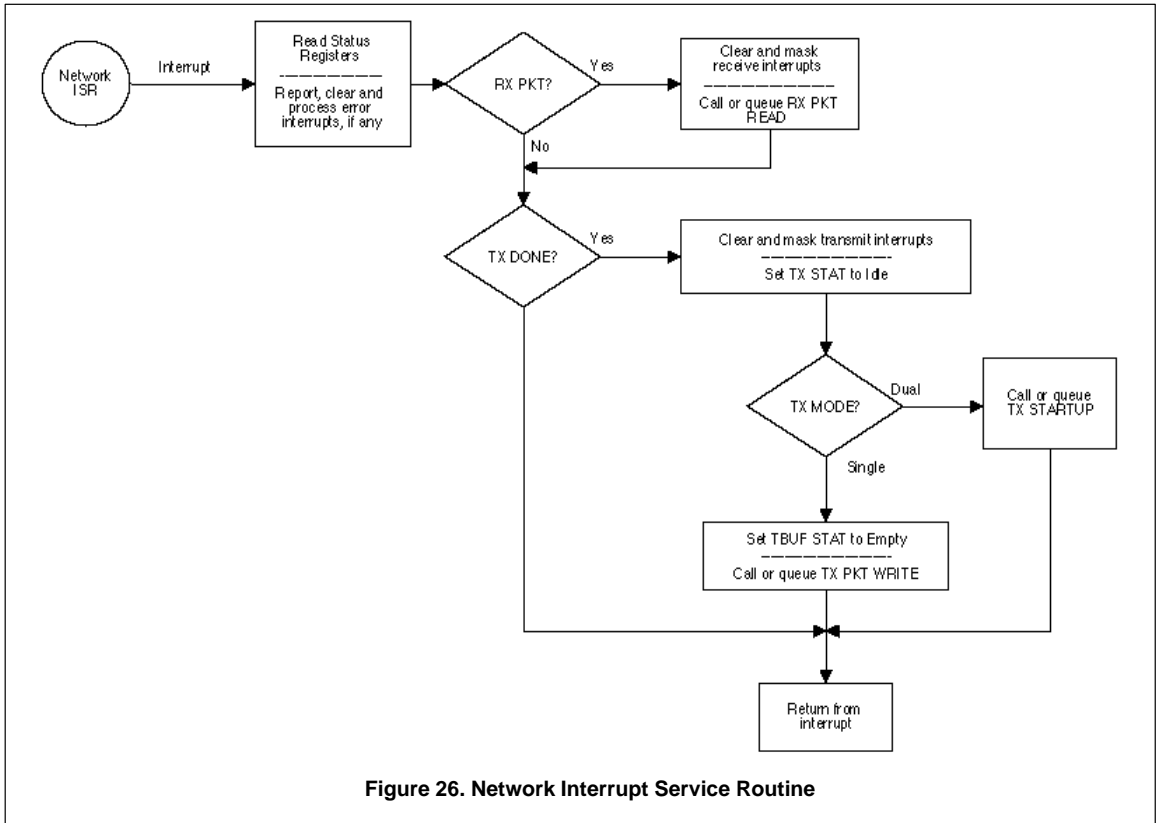 Network
ISR
Interrupt
Read Status
Registers
Report, clear and
process error
interrupts, if any
RX PKT?
Yes
Clear and mask
receive interrupts
Call or queue RX PKT
READ
No
TX DONE?
Yes
Clear and mask transmit interrupts
Set TX STAT to Idle
TX MODE?
Dual
Call or queue
TX STARTUP
Single
Set TBUF STAT to Empty
Call or queue TX PKT WRITE
Return from
interrupt
Figure 26. Network Interrupt Service Routine